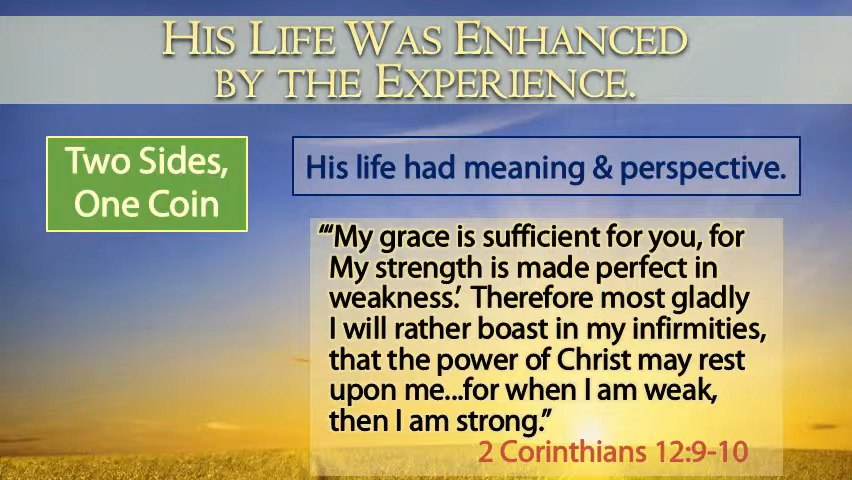 HIS LIFE WAS ENHANCED
BY THE EXPERIENCE.
Two Sides,
One Coin
His life had meaning & perspective.
“‘My grace is sufficient for you, for
My strength is made perfect in
weakness.’ Therefore most gladly
I will rather boast in my infirmities,
that the power of Christ may rest
upon me...for when I am weak,
then I am strong.”
2 Corinthians 12:9-10